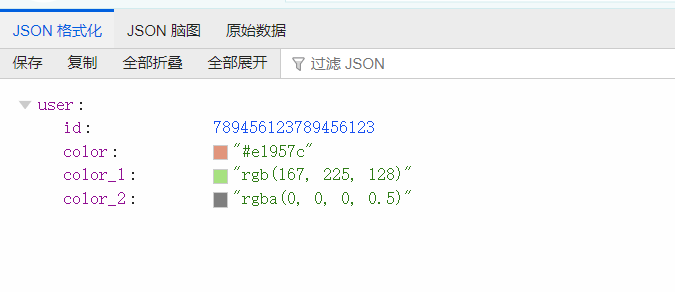 JSON 格式化 JSON 脑图 原始数据
保存 复制 全部折叠 全部展开 过滤 JSON
user:
id: 789456123789456123
color: "#e1957c"
color_1: "rgb(167, 225, 128)"
color_2: "rgba(0, 0, 0, 0.5)"